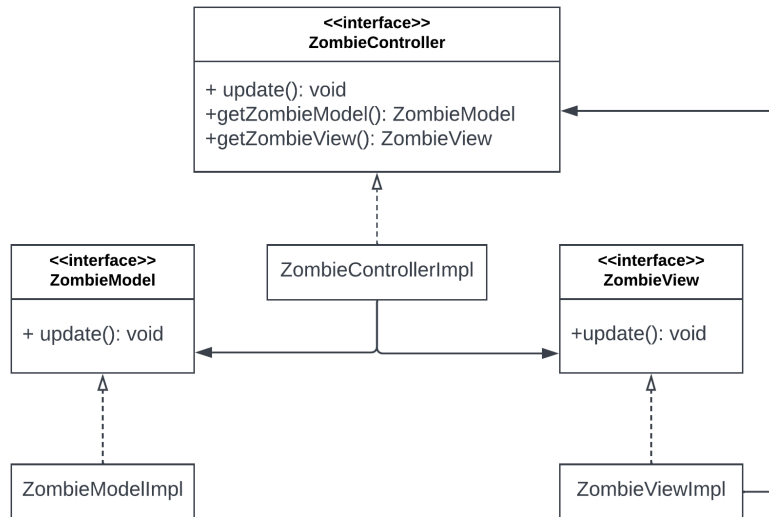 <<interface>>
ZombieController
+ update(): void
+getZombieModel(): ZombieModel
+getZombieView(): ZombieView
<<interface>>
ZombieModel
+ update(): void
ZombieControllerImpl
<<interface>>
ZombieView
+update(): void
ZombieModelImpl
ZombieViewImpl